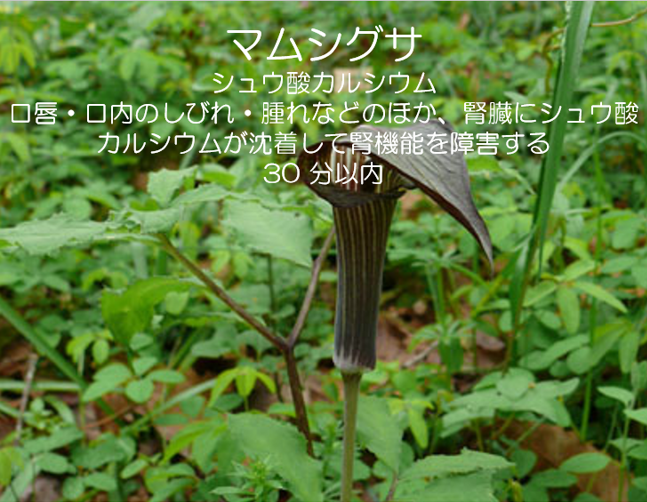 マムシグサ
シュウ酸カルシウム
口唇・口内のしびれ・腫れなどのほか、腎臓にシュウ酸
カルシウムが沈着して腎機能を障害する
30 分以内